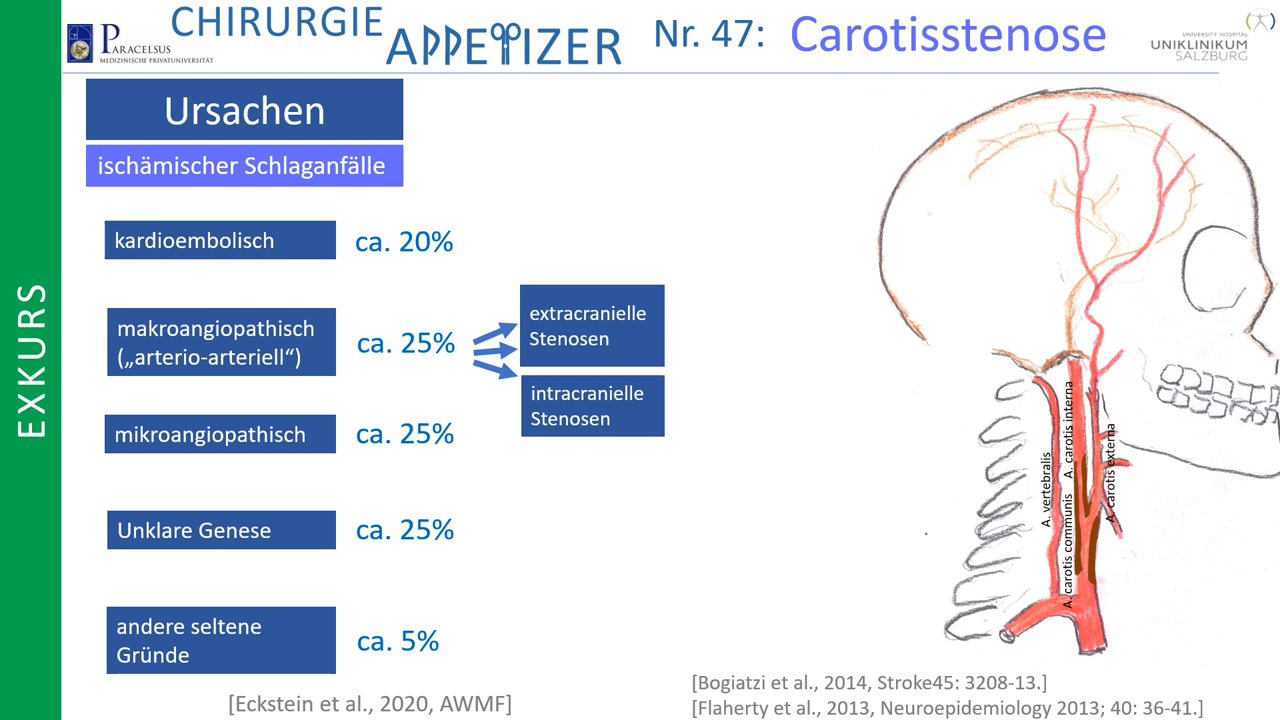 CHIRURGIE
APPETIZER
Nr. 47: Carotisstenose
PARACELSUS
MEDIZINISCHE PRIVATUNIVERSITÄT
UNIVERSITY HOSPITAL
UNIKLINIKUM
SALZBURG
EXKURS
Ursachen
ischämischer Schlaganfälle
kardioembolisch
ca. 20%
makroangiopathisch
(„arterio-arteriell“)
ca. 25%
extracranielle
Stenosen
intracranielle
Stenosen
mikroangiopathisch
ca. 25%
Unklare Genese
ca. 25%
andere seltene
Gründe
ca. 5%
A. vertebralis
A. carotis communis
A. carotis interna
A. carotis externa
[Eckstein et al., 2020, AWMF]
[Bogiatzi et al., 2014, Stroke45: 3208-13.]
[Flaherty et al., 2013, Neuroepidemiology 2013; 40: 36-41.]